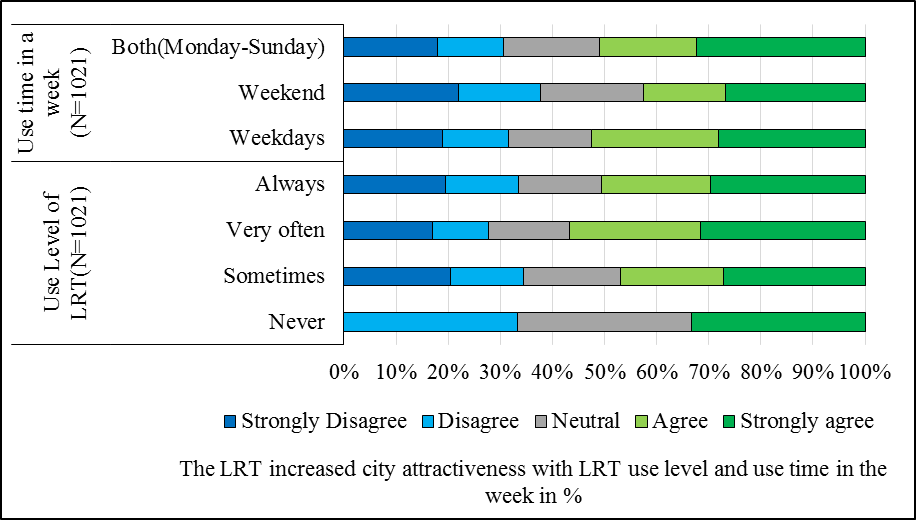 Use time in a
week
(N=1021)
Both(Monday-Sunday)
Weekend
Weekdays
Use Level of
LRT(N=1021)
Always
Very often
Sometimes
Never
0% 10% 20% 30% 40% 50% 60% 70% 80% 90% 100%
Strongly Disagree Disagree Neutral Agree Strongly agree
The LRT increased city attractiveness with LRT use level and use time in the
week in %